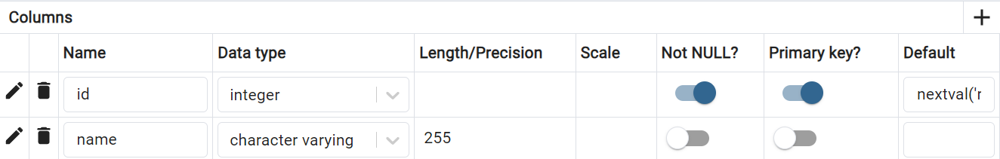 Columns
Name Data type Length/Precision Scale Not NULL? Primary key? Default
id integer nextval('r
name character varying 255